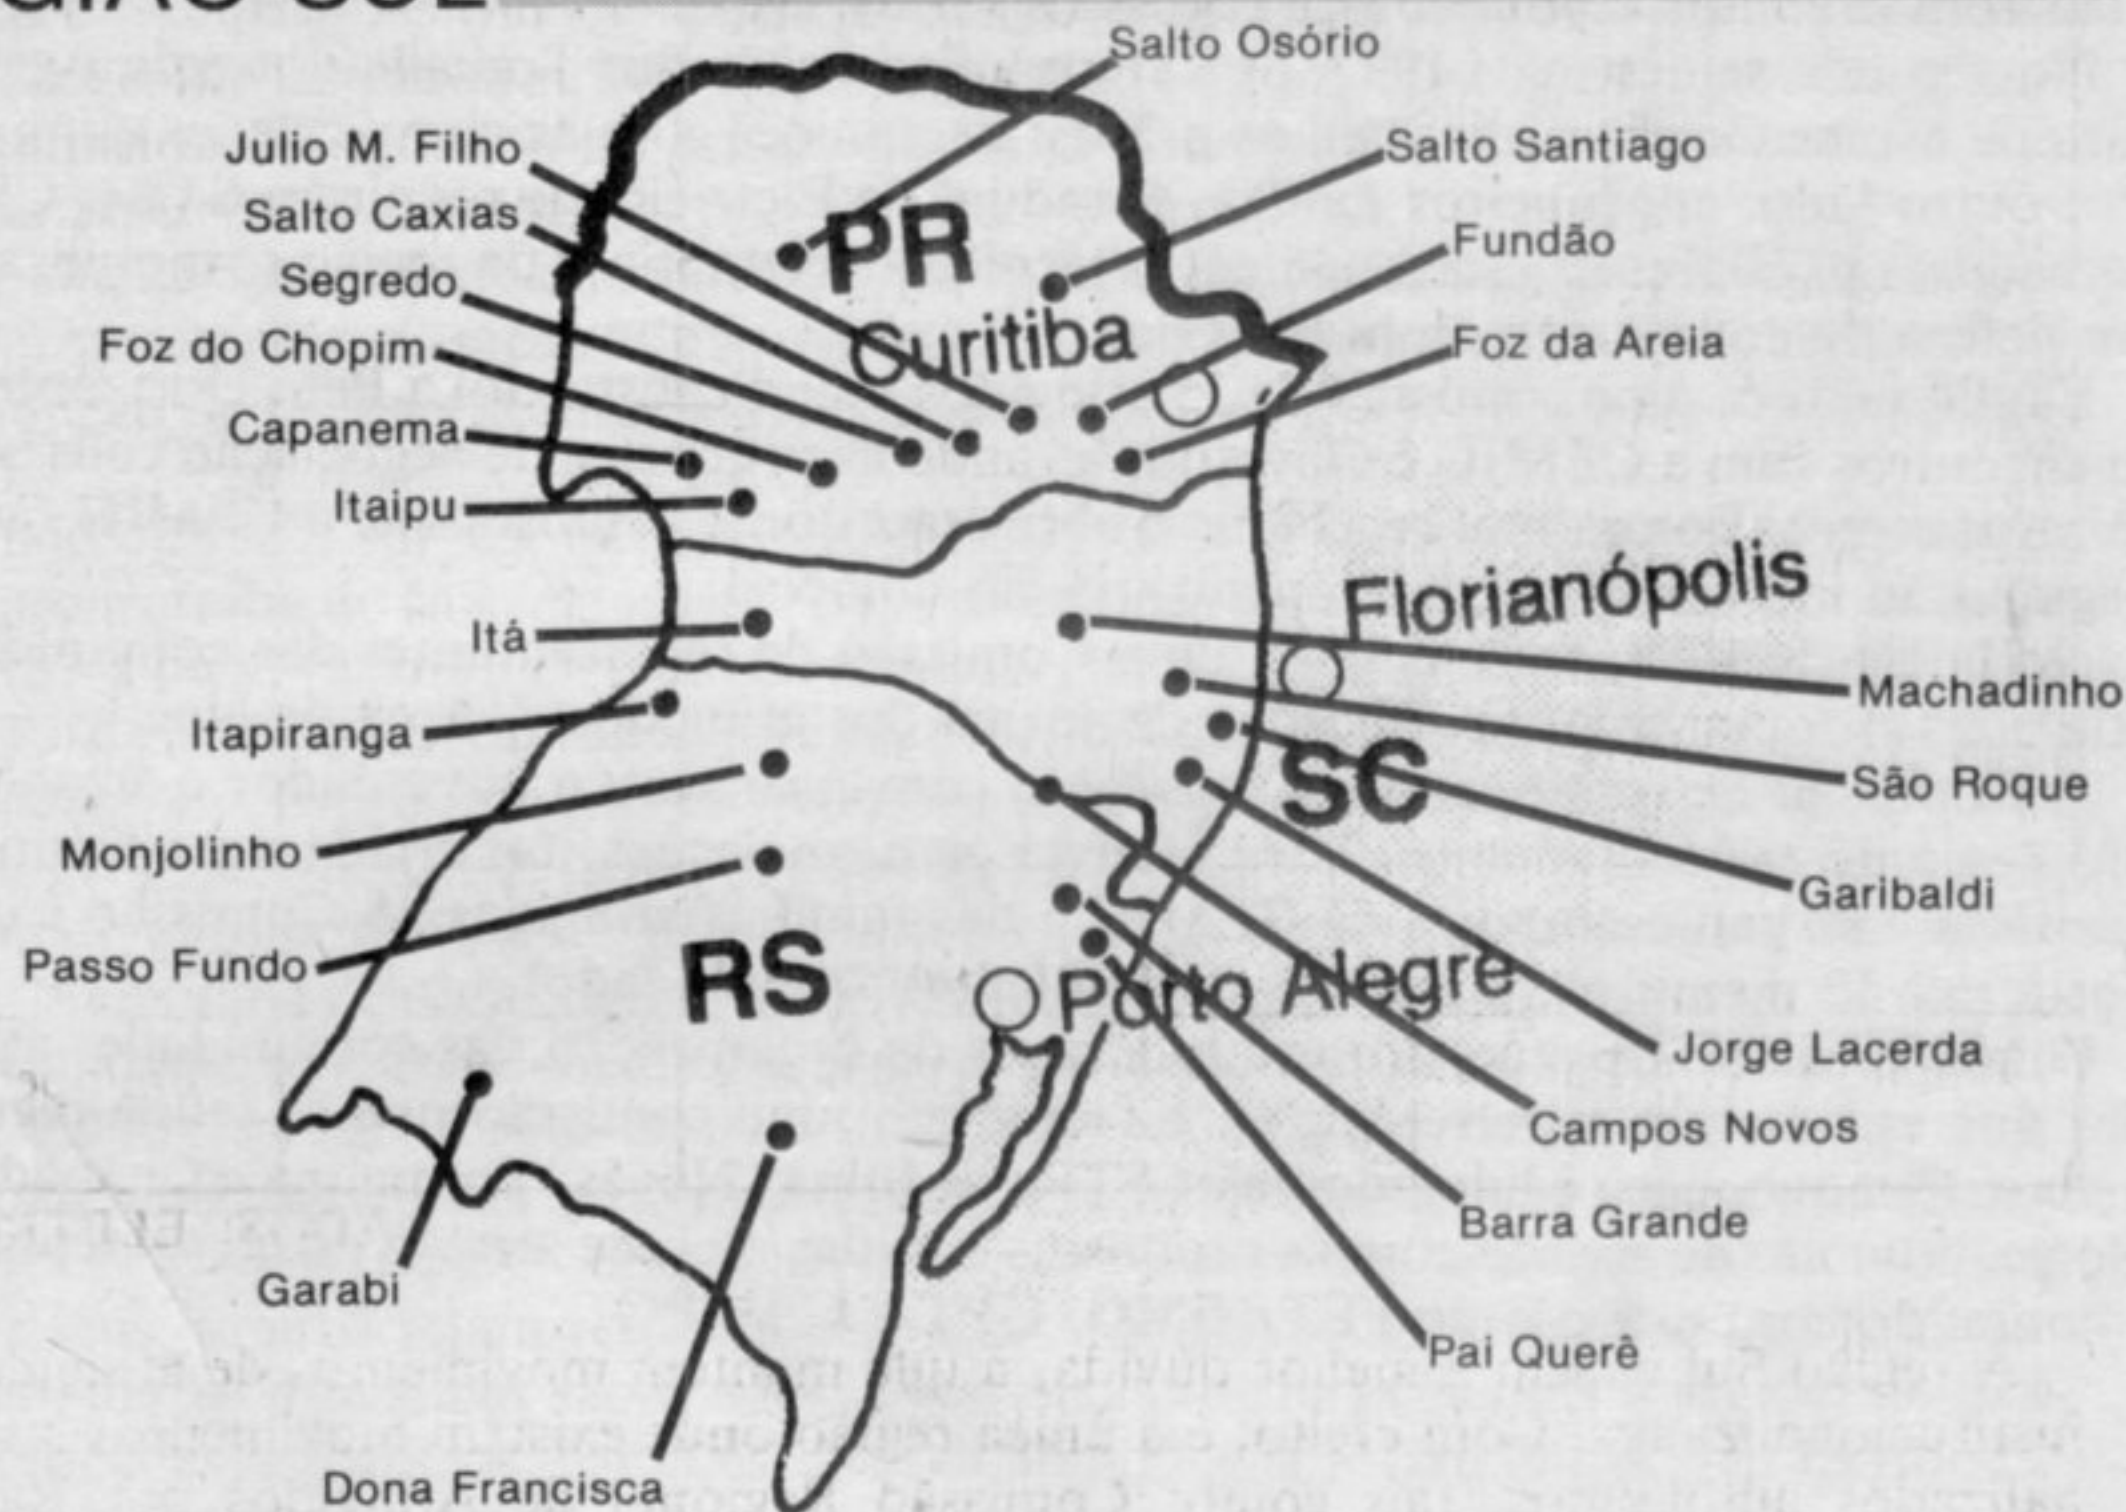 SUL
Salto Osório
Julio M. Filho
Salto Santiago
Salto Caxias
PR
Fundão
Segredo
Curitiba
Foz do Chopim
Foz da Areia
Capanema
Itaipu
Florianópolis
Itá
Machadinho
Itapiranga
São Roque
SC
Monjolinho
Garibaldi
Passo Fundo
RS
Porto Alegre
Jorge Lacerda
Campos Novos
Barra Grande
Garabi
Pai Querê
Dona Francisca